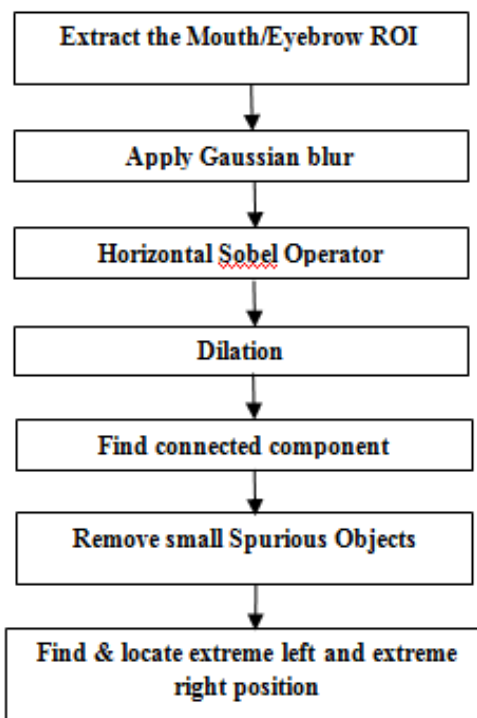 Extract the Mouth/Eyebrow ROI
Apply Gaussian blur
Horizontal Sobel Operator
Dilation
Find connected component
Remove small Spurious Objects
Find & locate extreme left and extreme
right position